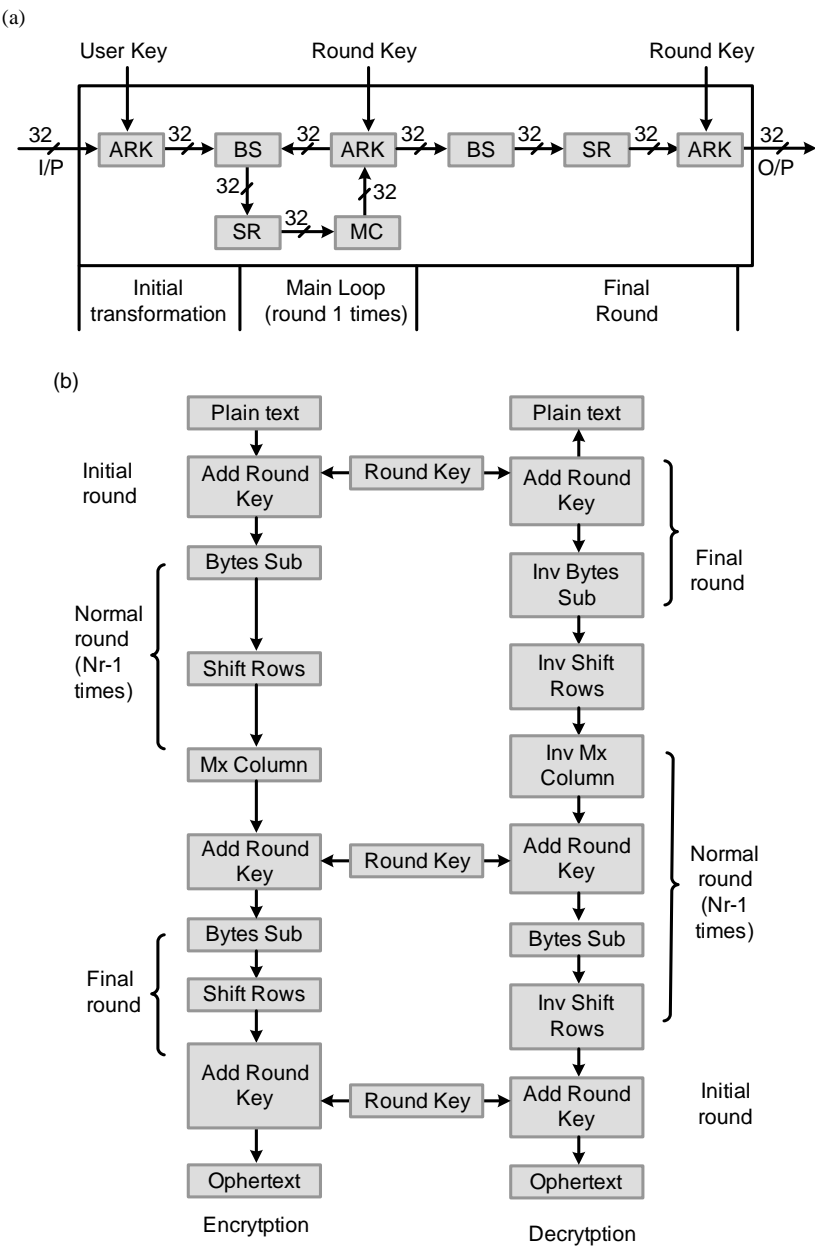 (a)
User Key
Round Key
Round Key
32
I/P
ARK
32
BS
32
ARK
32
BS
32
SR
32
ARK
32
O/P
32
SR
32
MC
32
Initial
transformation
Main Loop
(round 1 times)
Final
Round
(b)
Plain text
Plain text
Initial
round
Add Round
Key
Round Key
Add Round
Key
Final
round
Bytes Sub
Inv Bytes
Sub
Normal
round
(Nr-1
times)
Shift Rows
Inv Shift
Rows
Mx Column
Inv Mx
Column
Add Round
Key
Round Key
Add Round
Key
Normal
round
(Nr-1
times)
Bytes Sub
Bytes Sub
Final
round
Shift Rows
Inv Shift
Rows
Add Round
Key
Round Key
Add Round
Key
Initial
round
Ophertext
Ophertext
Encrytption
Decrytption